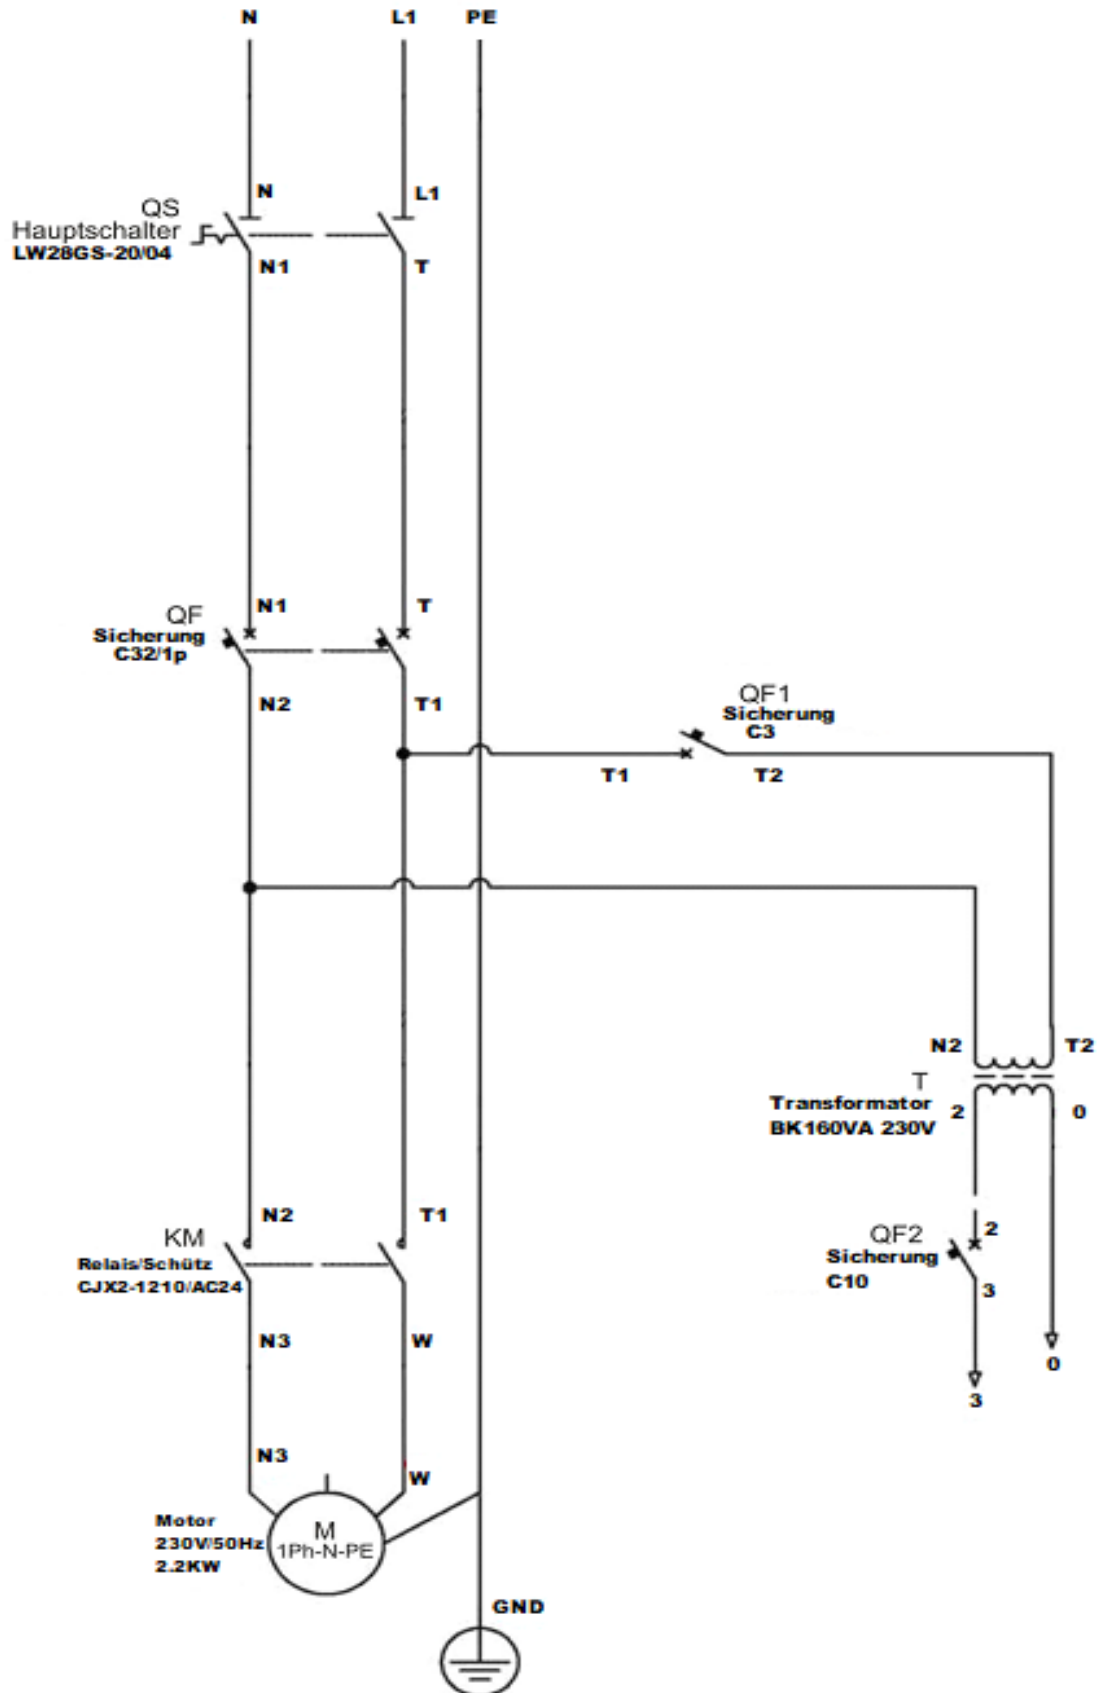 N L1 PE
N L1
QS
Hauptschalter
LW28GS-20/04
N1 T
N1 T
QF
Sicherung
C32/1p
N2 T1
QF1
Sicherung
C3
T1 T2
N2 T2
T
Transformator
BK160VA 230V
2 0
N2 T1
KM
Relais/Schütz
CJX2-1210/AC24
2
QF2
Sicherung
C10
3
N3 W
0
3
N3 W
Motor
230V/50Hz
2.2KW
M
1Ph-N-PE
GND